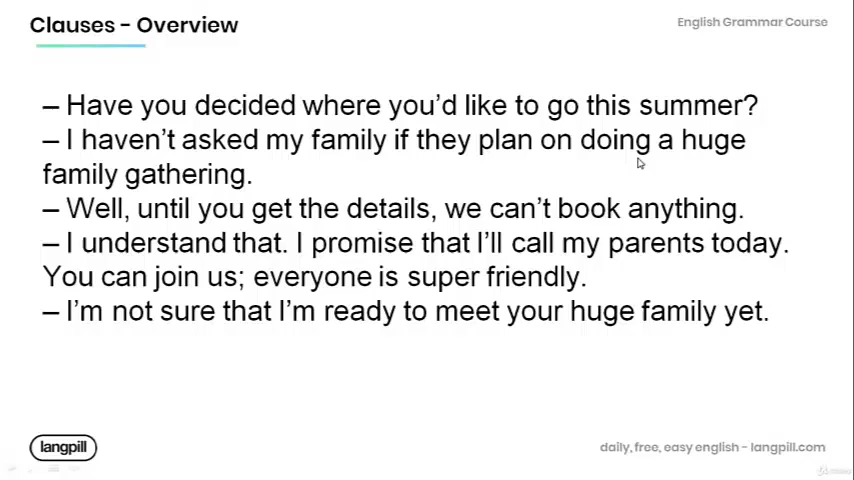 Clauses – Overview
English Grammar Course
– Have you decided where you’d like to go this summer?
– I haven’t asked my family if they plan on doing a huge
family gathering.
– Well, until you get the details, we can’t book anything.
– I understand that. I promise that I’ll call my parents today.
You can join us; everyone is super friendly.
– I’m not sure that I’m ready to meet your huge family yet.
langpill
daily, free, easy english – langpill.com